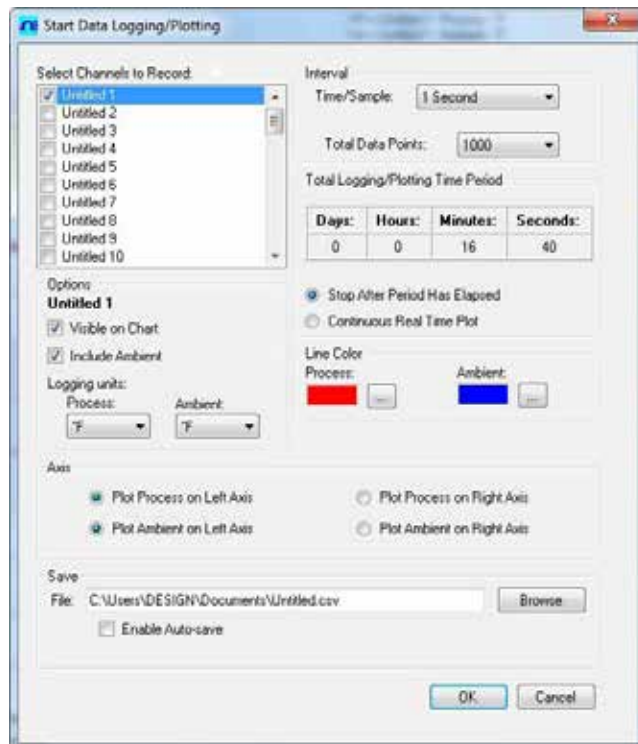 Start Data Logging/Plotting
Select Channels to Record:
Untitled 1
Untitled 2
Untitled 3
Untitled 4
Untitled 5
Untitled 6
Untitled 7
Untitled 8
Untitled 9
Untitled 10
Interval
Time/Sample: 1 Second
Total Data Points: 1000
Total Logging/Plotting Time Period
Days: Hours: Minutes: Seconds:
0 0 16 40
Stop After Period Has Elapsed
Continuous Real Time Plot
Options
Untitled 1
Visible on Chart
Include Ambient
Logging units:
Process: Ambient:
°F °F
Line Color
Process: Ambient:
... ...
Axis
Plot Process on Left Axis Plot Process on Right Axis
Plot Ambient on Left Axis Plot Ambient on Right Axis
Save
File: C:\Users\DESIGN\Documents\Untitled.csv Browse
Enable Auto-save
OK Cancel